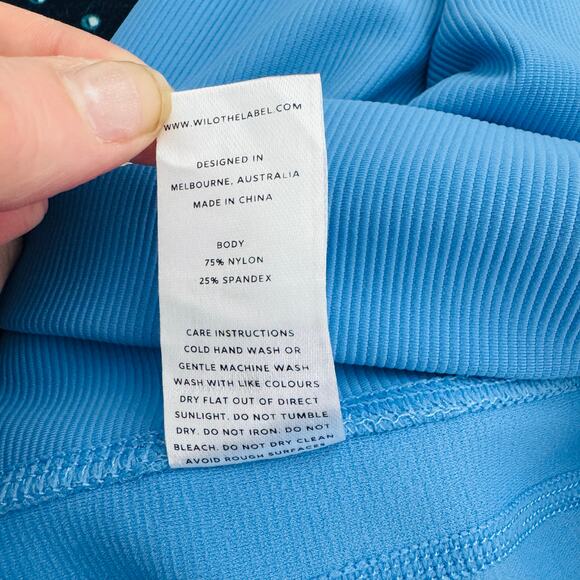 WWW.WILOTHELABEL.COM
DESIGNED IN
MELBOURNE, AUSTRALIA
MADE IN CHINA
BODY
75% NYLON
25% SPANDEX
CARE INSTRUCTIONS
COLD HAND WASH OR
GENTLE MACHINE WASH
WASH WITH LIKE COLOURS
DRY FLAT OUT OF DIRECT
SUNLIGHT. DO NOT TUMBLE
DRY. DO NOT IRON. DO NOT
BLEACH. DO NOT DRY CLEAN
AVOID ROUGH SURFACES